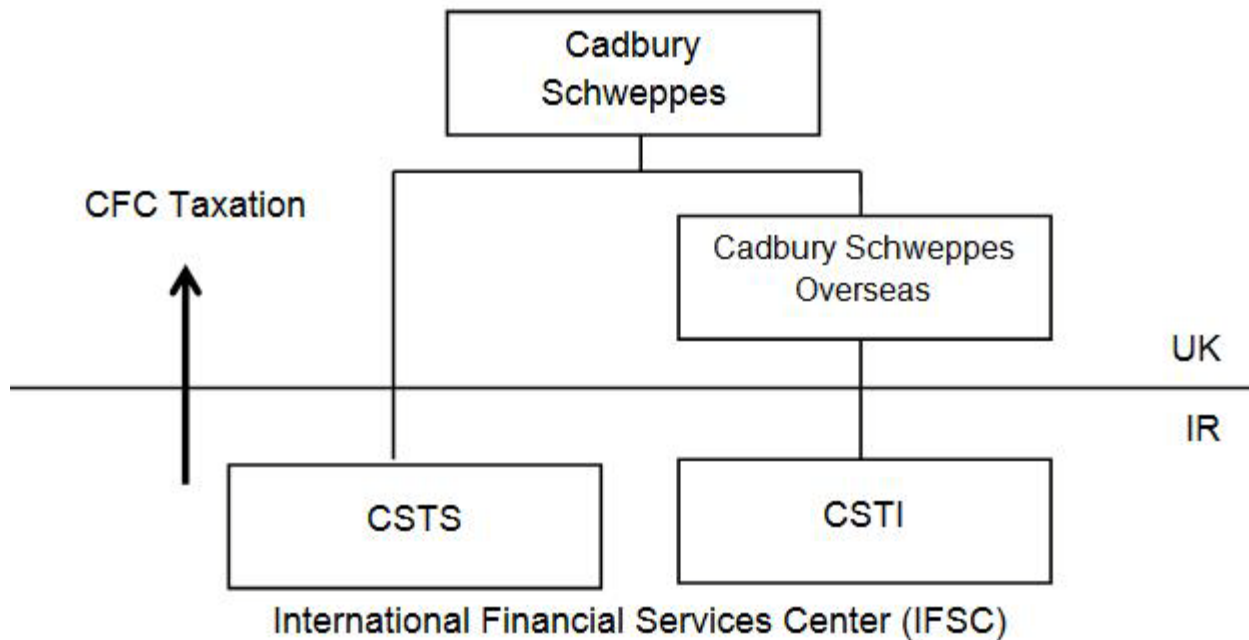 Cadbury
Schweppes
CFC Taxation
Cadbury Schweppes
Overseas
UK
IR
CSTS
CSTI
International Financial Services Center (IFSC)